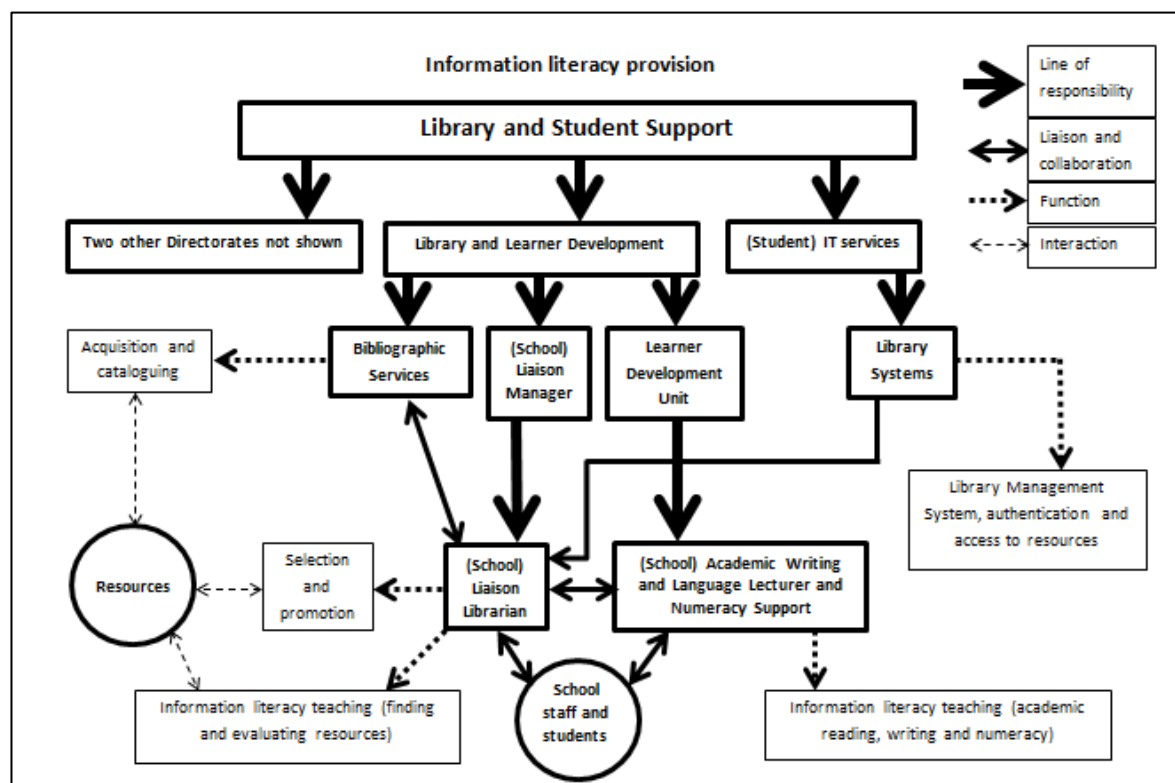 Information literacy provision
Line of
responsibility
Library and Student Support
Liaison and
collaboration
Function
Two other Directorates not shown
Library and Learner Development
(Student) IT services
Interaction
Acquisition and
cataloguing
Bibliographic
Services
(School)
Liaison
Manager
Learner
Development
Unit
Library
Systems
Library Management
System, authentication and
access to resources
Resources
Selection
and
promotion
(School)
Liaison
Librarian
(School) Academic Writing
and Language Lecturer and
Numeracy Support
Information literacy teaching (finding
and evaluating resources)
School
staff and
students
Information literacy teaching (academic
reading, writing and numeracy)